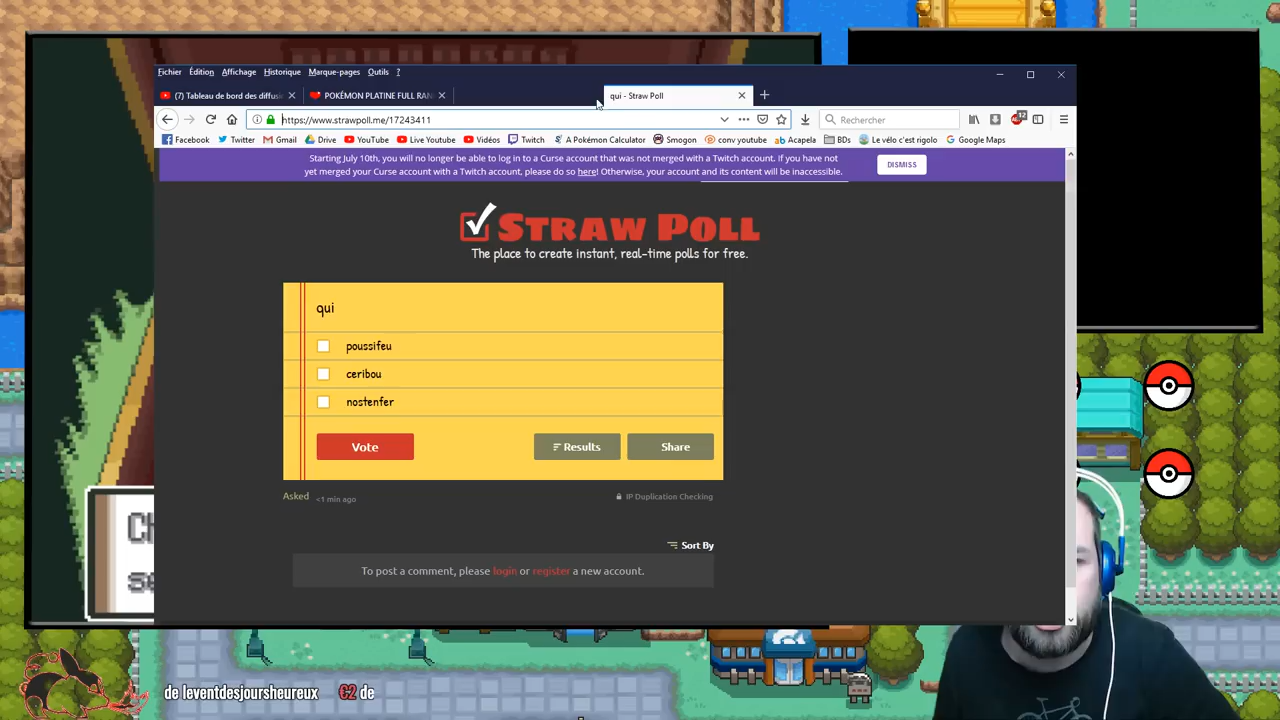 Fichier Édition Affichage Historique Marque-pages Outils ?
(7) Tableau de bord des diffusi
POKÉMON PLATINE FULL RAN
qui - Straw Poll
https://www.strawpoll.me/17243411
Rechercher
12
Facebook Twitter Gmail Drive YouTube Live Youtube Vidéos Twitch A Pokémon Calculator Smogon conv youtube Acapela BDs Le vélo c'est rigolo Google Maps
Starting July 10th, you will no longer be able to log in to a Curse account that was not merged with a Twitch account. If you have not
yet merged your Curse account with a Twitch account, please do so here! Otherwise, your account and its content will be inaccessible.
DISMISS
STRAW POLL
The place to create instant, real-time polls for free.
qui
poussifeu
ceribou
nostenfer
Vote
Results
Share
Asked <1 min ago
IP Duplication Checking
Sort By
To post a comment, please login or register a new account.
de leventdesjoursheureux €2 de